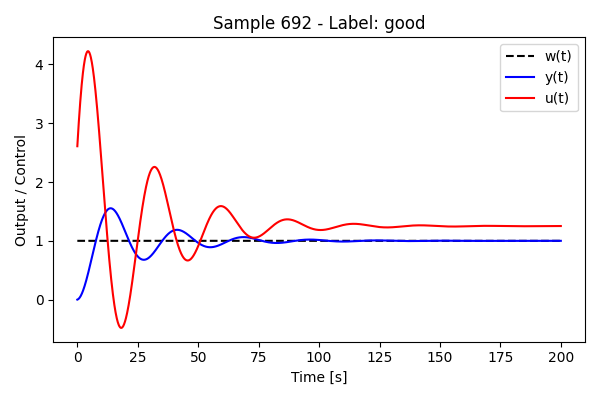 Sample 692 - Label: good
w(t)
y(t)
u(t)
Output / Control
4
3
2
1
0
0 25 50 75 100 125 150 175 200
Time [s]